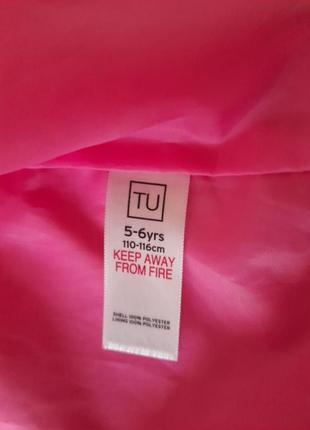 TU
5-6yrs
110-116cm
KEEP AWAY
FROM FIRE
SHELL 100% POLYESTER
LINING 100% POLYESTER